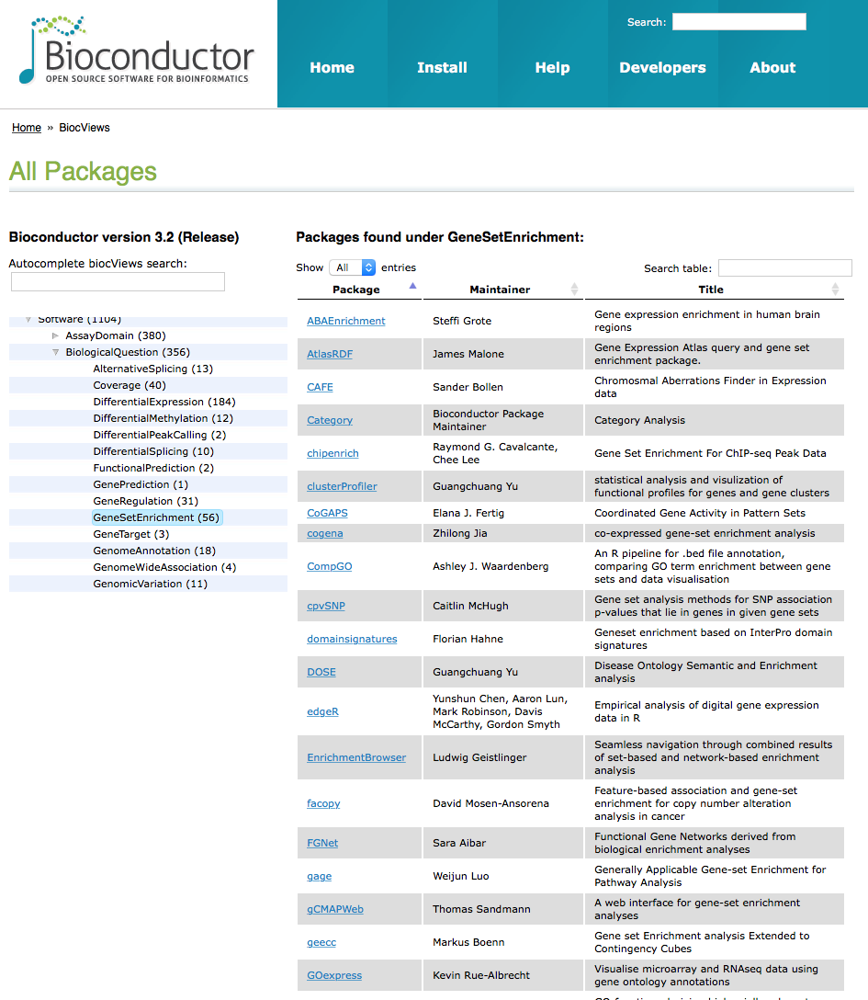 Bioconductor
OPEN SOURCE SOFTWARE FOR BIOINFORMATICS
Search:
Home Install Help Developers About
Home » BiocViews
All Packages
Bioconductor version 3.2 (Release)
Autocomplete biocViews search:
Software (1104)
AssayDomain (380)
BiologicalQuestion (356)
AlternativeSplicing (13)
Coverage (40)
DifferentialExpression (184)
DifferentialMethylation (12)
DifferentialPeakCalling (2)
DifferentialSplicing (10)
FunctionalPrediction (2)
GenePrediction (1)
GeneRegulation (31)
GeneSetEnrichment (56)
GeneTarget (3)
GenomeAnnotation (18)
GenomeWideAssociation (4)
GenomicVariation (11)
Packages found under GeneSetEnrichment:
Show All entries
Search table:
Package Maintainer Title
ABAEnrichment
Steffi Grote
Gene expression enrichment in human brain
regions
AtlasRDF
James Malone
Gene Expression Atlas query and gene set
enrichment package.
CAFE
Sander Bollen
Chromosmal Aberrations Finder in Expression
data
Category
Bioconductor Package
Maintainer
Category Analysis
chipenrich
Raymond G. Cavalcante,
Chee Lee
Gene Set Enrichment For ChIP-seq Peak Data
clusterProfiler
Guangchuang Yu
statistical analysis and visulization of
functional profiles for genes and gene clusters
CoGAPS
Elana J. Fertig
Coordinated Gene Activity in Pattern Sets
cogena
Zhilong Jia
co-expressed gene-set enrichment analysis
CompGO
Ashley J. Waardenberg
An R pipeline for .bed file annotation,
comparing GO term enrichment between gene
sets and data visualisation
cpvSNP
Caitlin McHugh
Gene set analysis methods for SNP association
p-values that lie in genes in given gene sets
domainsignatures
Florian Hahne
Geneset enrichment based on InterPro domain
signatures
DOSE
Guangchuang Yu
Disease Ontology Semantic and Enrichment
analysis
edgeR
Yunshun Chen, Aaron Lun,
Mark Robinson, Davis
McCarthy, Gordon Smyth
Empirical analysis of digital gene expression
data in R
EnrichmentBrowser
Ludwig Geistlinger
Seamless navigation through combined results
of set-based and network-based enrichment
analysis
facopy
David Mosen-Ansorena
Feature-based association and gene-set
enrichment for copy number alteration
analysis in cancer
FGNet
Sara Aibar
Functional Gene Networks derived from
biological enrichment analyses
gage
Weijun Luo
Generally Applicable Gene-set Enrichment for
Pathway Analysis
gCMAPWeb
Thomas Sandmann
A web interface for gene-set enrichment
analyses
geecc
Markus Boenn
Gene set Enrichment analysis Extended to
Contingency Cubes
GOexpress
Kevin Rue-Albrecht
Visualise microarray and RNAseq data using
gene ontology annotations